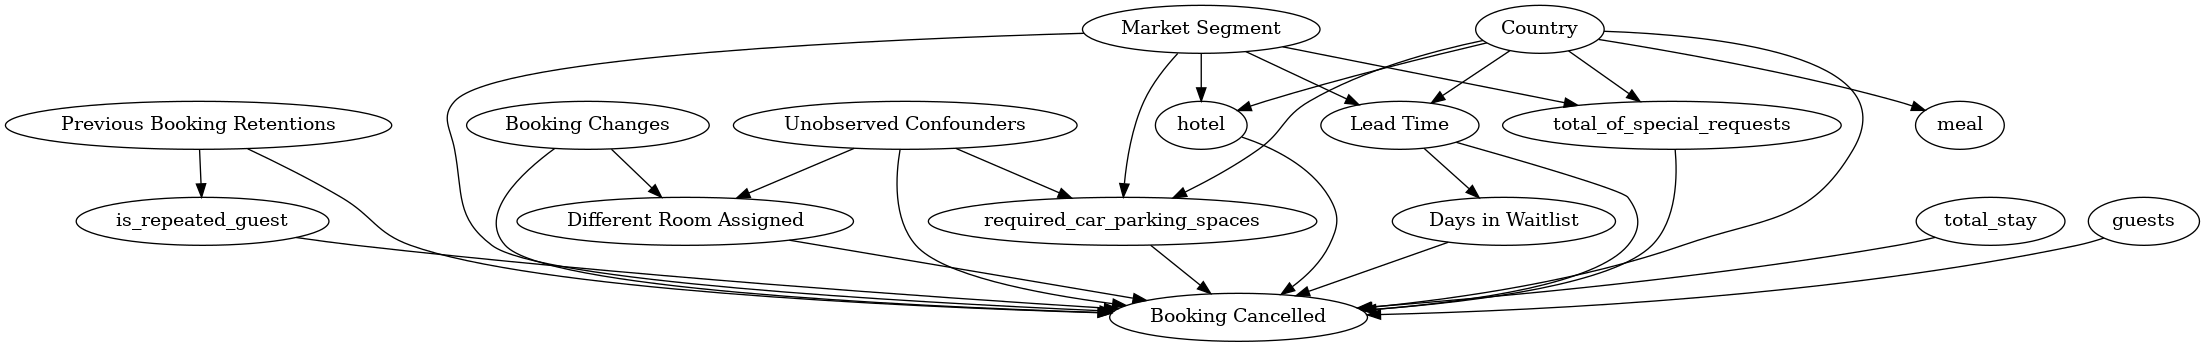 Market Segment
Country
Previous Booking Retentions
Booking Changes
Unobserved Confounders
hotel
Lead Time
total_of_special_requests
meal
is_repeated_guest
Different Room Assigned
required_car_parking_spaces
Days in Waitlist
total_stay
guests
Booking Cancelled